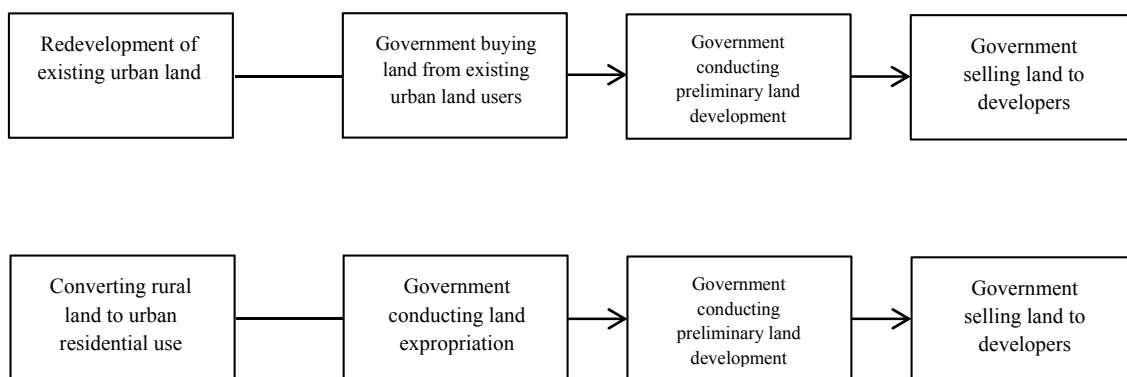 Redevelopment of
existing urban land
Government buying
land from existing
urban land users
Government
conducting
preliminary land
development
Government
selling land to
developers
Converting rural
land to urban
residential use
Government
conducting land
expropriation
Government
conducting
preliminary land
development
Government
selling land to
developers